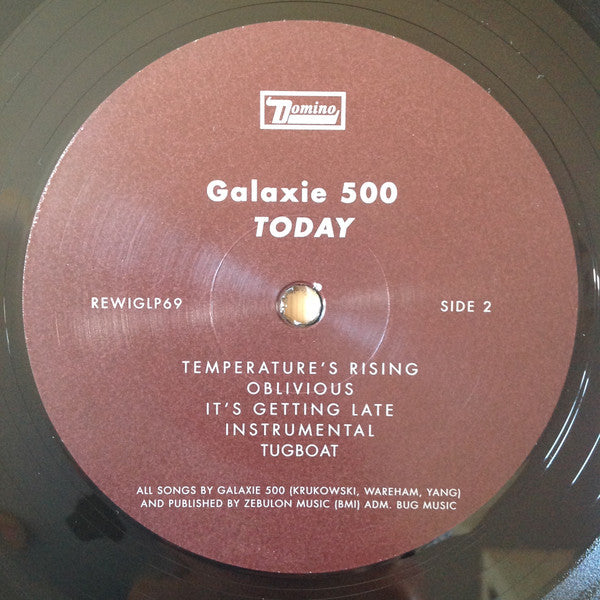 Domino
Galaxie 500
TODAY
REWIGLP69
SIDE 2
TEMPERATURE'S RISING
OBLIVIOUS
IT'S GETTING LATE
INSTRUMENTAL
TUGBOAT
ALL SONGS BY GALAXIE 500 (KRUKOWSKI, WAREHAM, YANG)
AND PUBLISHED BY ZEBULON MUSIC (BMI) ADM. BUG MUSIC